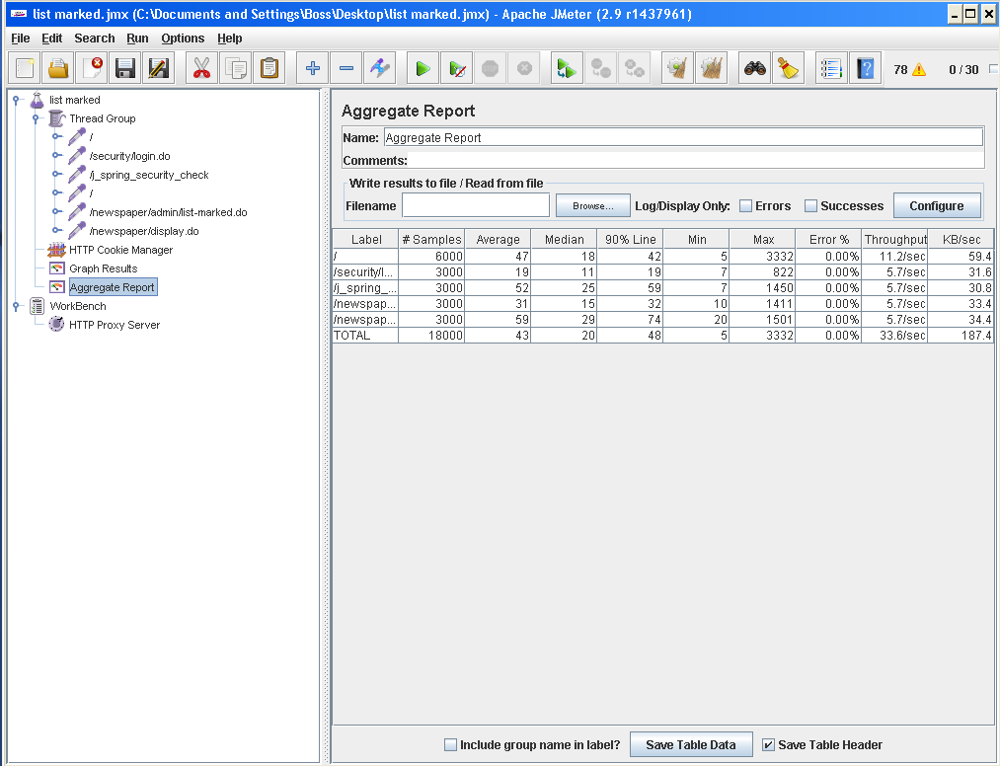 list marked.jmx (C:\Documents and Settings\Boss\Desktop\list marked.jmx) - Apache JMeter (2.9 r1437961)
File Edit Search Run Options Help
78 0 / 30
list marked
Thread Group
/
/security/login.do
/j_spring_security_check
/
/newspaper/admin/list-marked.do
/newspaper/display.do
HTTP Cookie Manager
Graph Results
Aggregate Report
WorkBench
HTTP Proxy Server
Aggregate Report
Name: Aggregate Report
Comments:
Write results to file / Read from file
Filename Browse... Log/Display Only: Errors Successes Configure
Label # Samples Average Median 90% Line Min Max Error % Throughput KB/sec
/ 6000 47 18 42 5 3332 0.00% 11.2/sec 59.4
/security/l... 3000 19 11 19 7 822 0.00% 5.7/sec 31.6
/j_spring_... 3000 52 25 59 7 1450 0.00% 5.7/sec 30.8
/newspap... 3000 31 15 32 10 1411 0.00% 5.7/sec 33.4
/newspap... 3000 59 29 74 20 1501 0.00% 5.7/sec 34.4
TOTAL 18000 43 20 48 5 3332 0.00% 33.6/sec 187.4
Include group name in label? Save Table Data Save Table Header